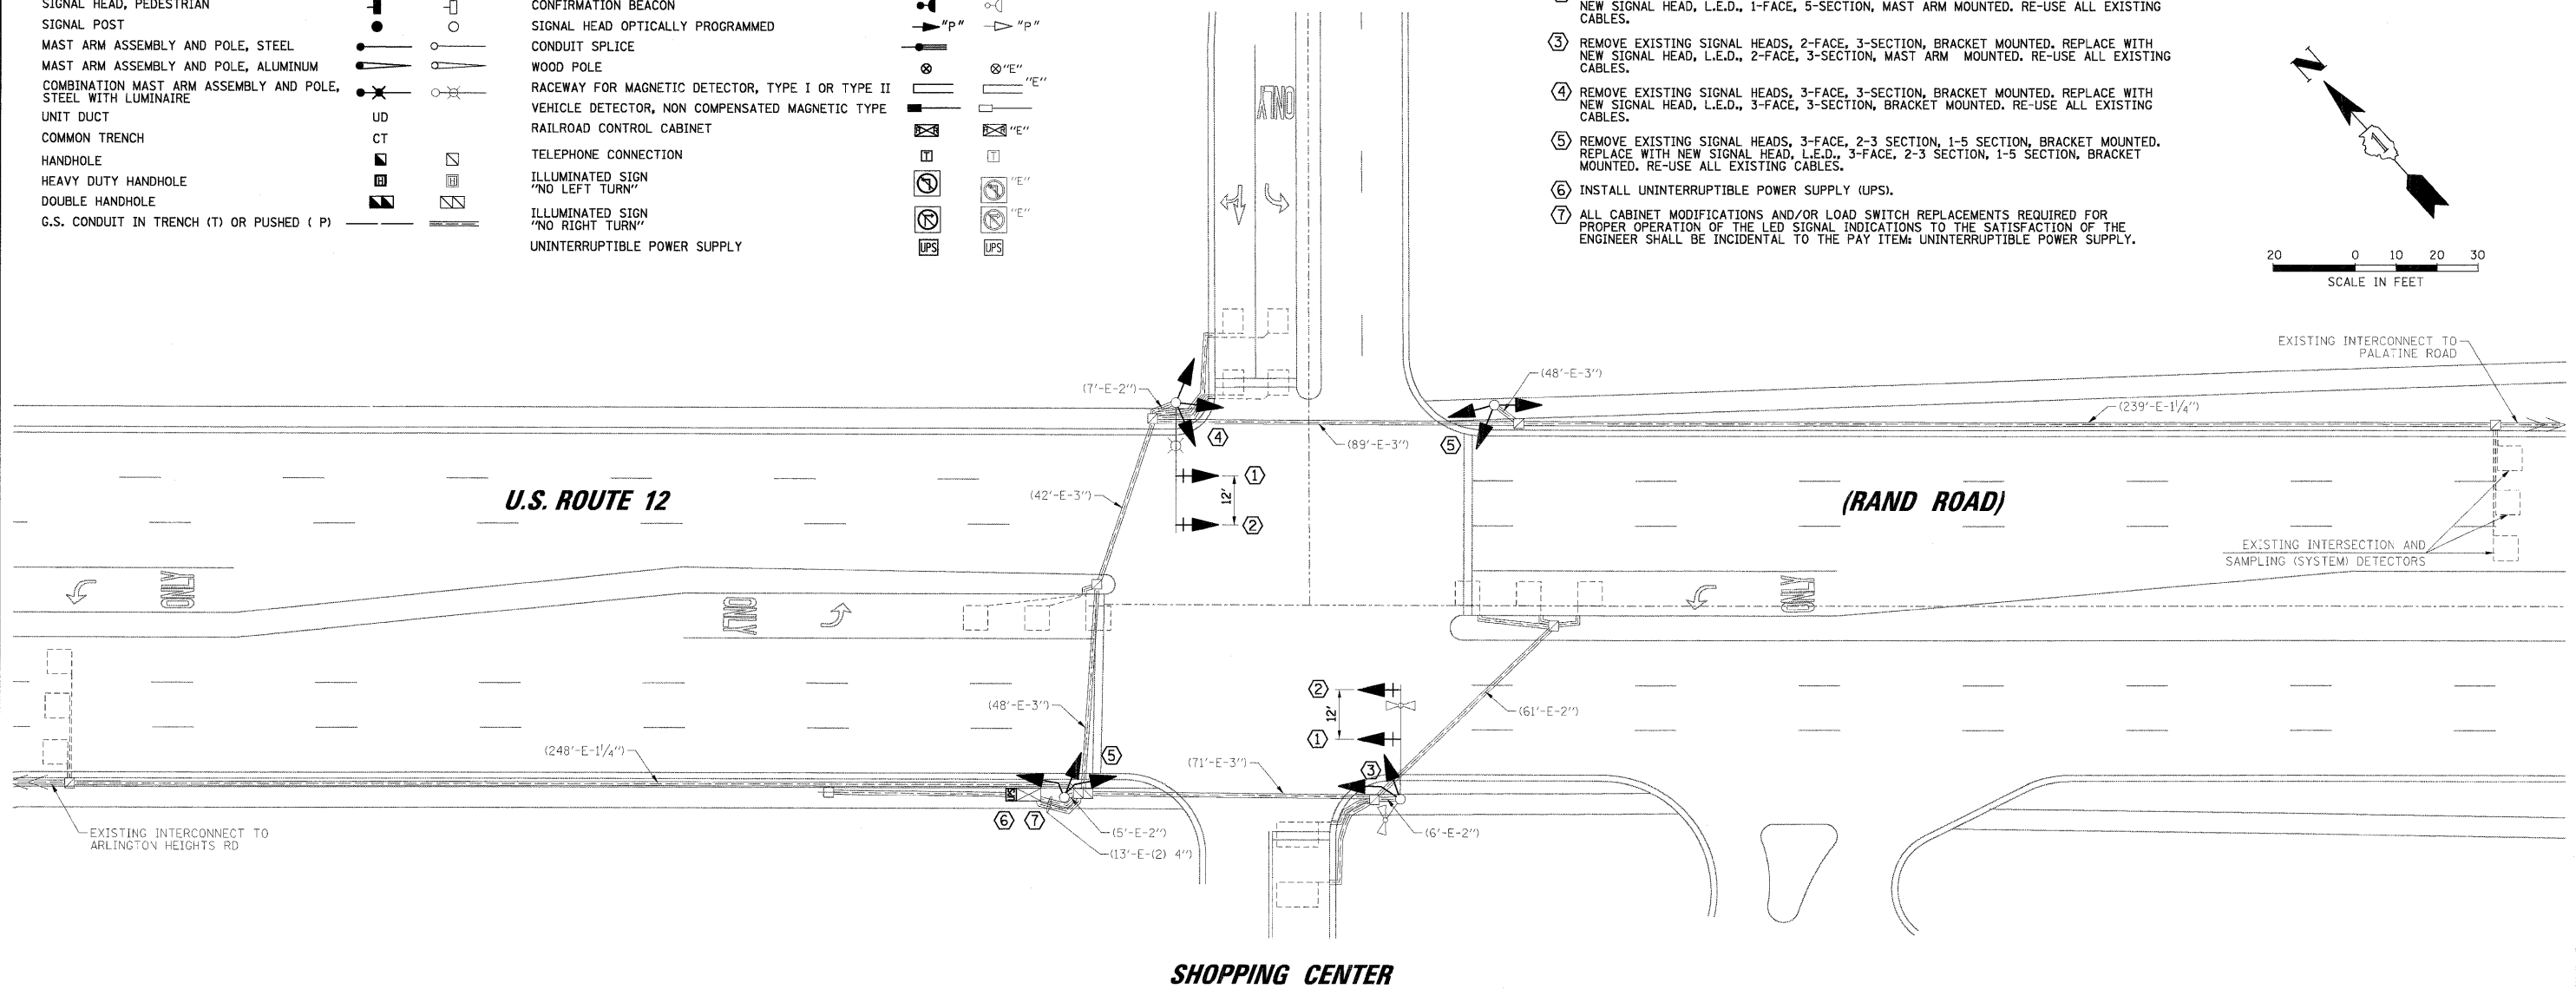 SIGNAL HEAD, PEDESTRIAN
SIGNAL POST
MAST ARM ASSEMBLY AND POLE, STEEL
MAST ARM ASSEMBLY AND POLE, ALUMINUM
COMBINATION MAST ARM ASSEMBLY AND POLE,
STEEL WITH LUMINAIRE
UNIT DUCT UD
COMMON TRENCH CT
HANDHOLE
HEAVY DUTY HANDHOLE H H
DOUBLE HANDHOLE
G.S. CONDUIT IN TRENCH (T) OR PUSHED ( P)
CONFIRMATION BEACON
SIGNAL HEAD OPTICALLY PROGRAMMED "P" "P"
CONDUIT SPLICE
WOOD POLE "E"
RACEWAY FOR MAGNETIC DETECTOR, TYPE I OR TYPE II "E"
VEHICLE DETECTOR, NON COMPENSATED MAGNETIC TYPE
RAILROAD CONTROL CABINET "E"
TELEPHONE CONNECTION T T
ILLUMINATED SIGN
"NO LEFT TURN" "E"
ILLUMINATED SIGN
"NO RIGHT TURN" "E"
UNINTERRUPTIBLE POWER SUPPLY UPS UPS
NEW SIGNAL HEAD, L.E.D., 1-FACE, 5-SECTION, MAST ARM MOUNTED. RE-USE ALL EXISTING
CABLES.
3 REMOVE EXISTING SIGNAL HEADS, 2-FACE, 3-SECTION, BRACKET MOUNTED. REPLACE WITH
NEW SIGNAL HEAD, L.E.D., 2-FACE, 3-SECTION, MAST ARM MOUNTED. RE-USE ALL EXISTING
CABLES.
4 REMOVE EXISTING SIGNAL HEADS, 3-FACE, 3-SECTION, BRACKET MOUNTED. REPLACE WITH
NEW SIGNAL HEAD, L.E.D., 3-FACE, 3-SECTION, BRACKET MOUNTED. RE-USE ALL EXISTING
CABLES.
5 REMOVE EXISTING SIGNAL HEADS, 3-FACE, 2-3 SECTION, 1-5 SECTION, BRACKET MOUNTED.
REPLACE WITH NEW SIGNAL HEAD, L.E.D., 3-FACE, 2-3 SECTION, 1-5 SECTION, BRACKET
MOUNTED. RE-USE ALL EXISTING CABLES.
6 INSTALL UNINTERRUPTIBLE POWER SUPPLY (UPS).
7 ALL CABINET MODIFICATIONS AND/OR LOAD SWITCH REPLACEMENTS REQUIRED FOR
PROPER OPERATION OF THE LED SIGNAL INDICATIONS TO THE SATISFACTION OF THE
ENGINEER SHALL BE INCIDENTAL TO THE PAY ITEM: UNINTERRUPTIBLE POWER SUPPLY.
N
20 0 10 20 30
SCALE IN FEET
ONLY
EXISTING INTERCONNECT TO
PALATINE ROAD
(7'-E-2")
(48'-E-3")
(239'-E-1¼")
4
(89'-E-3")
5
1
12'
2
(42'-E-3")
U.S. ROUTE 12
(RAND ROAD)
EXISTING INTERSECTION AND
SAMPLING (SYSTEM) DETECTORS
ONLY
ONLY
ONLY
2
12'
1
(48'-E-3")
(61'-E-2")
(248'-E-1¼")
5
(71'-E-3")
3
UPS
6 7
(5'-E-2")
(6'-E-2")
(13'-E-(2) 4")
EXISTING INTERCONNECT TO
ARLINGTON HEIGHTS RD
SHOPPING CENTER